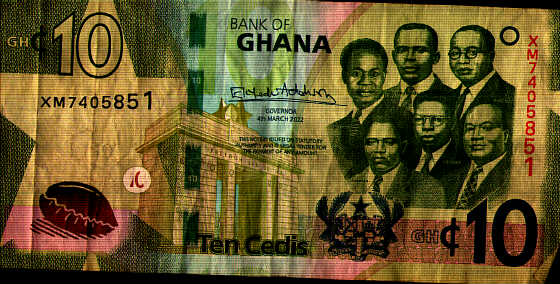 BANK OF
GHANA
GH¢10
XM7405851
GOVERNOR
4th MARCH 2022
THIS NOTE IS ISSUED ON STATUTORY
AUTHORITY AND IS LEGAL TENDER FOR
THE PAYMENT OF ANY AMOUNT
XM7405851
Ten Cedis
GH¢10